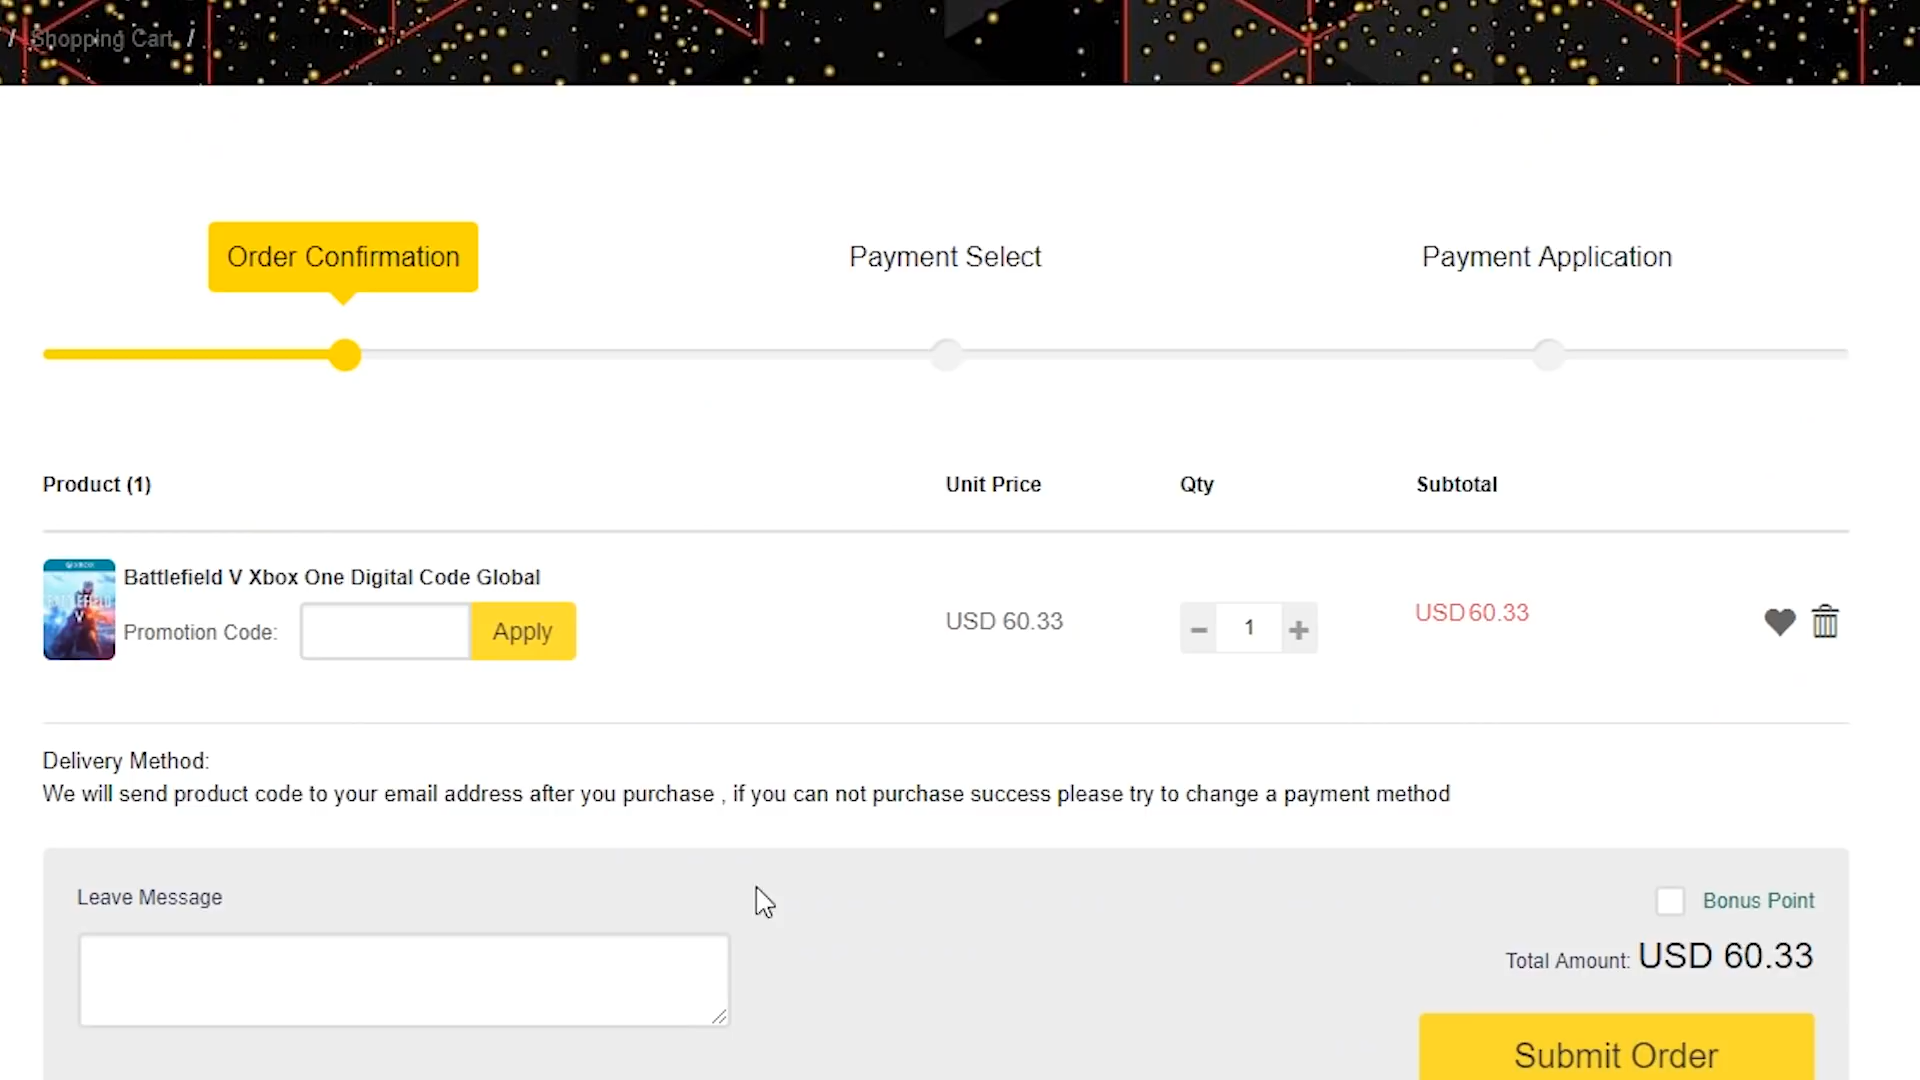 / Shopping Cart /
Order Confirmation
Payment Select
Payment Application
Product (1)
Unit Price
Qty
Subtotal
Battlefield V Xbox One Digital Code Global
Promotion Code:
Apply
USD 60.33
1
USD 60.33
Delivery Method:
We will send product code to your email address after you purchase , if you can not purchase success please try to change a payment method
Leave Message
Bonus Point
Total Amount: USD 60.33
Submit Order